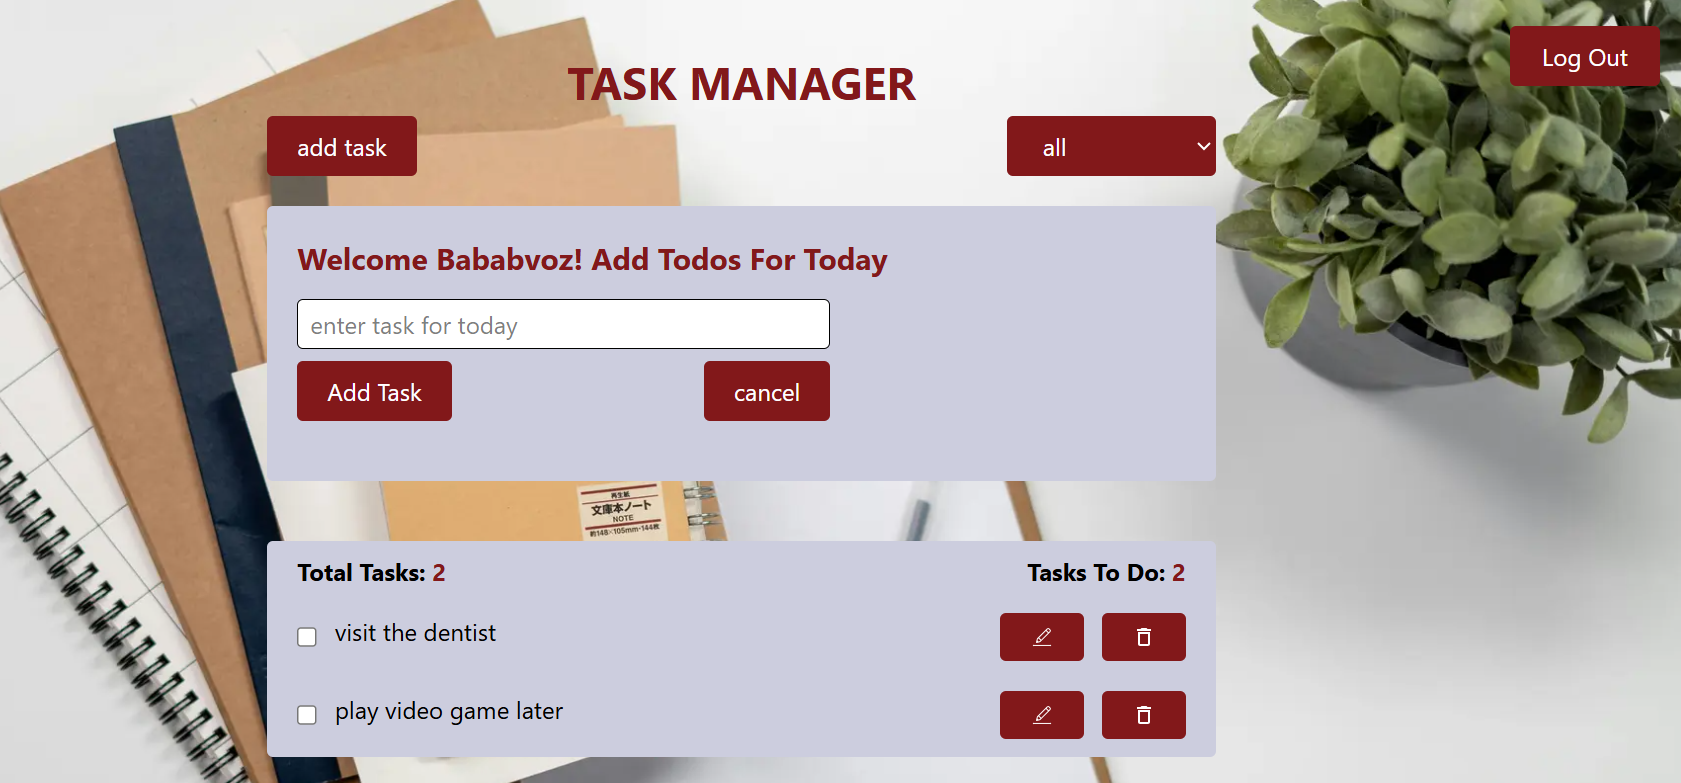 Log Out
TASK MANAGER
add task
all
Welcome Bababvoz! Add Todos For Today
enter task for today
Add Task
cancel
再生紙
文庫本ノート
NOTE
約148×105mm·144枚
Total Tasks: 2
Tasks To Do: 2
visit the dentist
play video game later